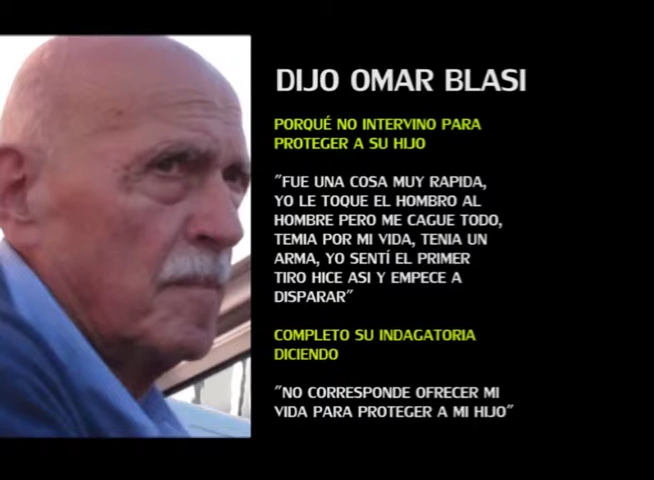 DIJO OMAR BLASI
PORQUÉ NO INTERVINO PARA
PROTEGER A SU HIJO
"FUE UNA COSA MUY RAPIDA,
YO LE TOQUE EL HOMBRO AL
HOMBRE PERO ME CAGUE TODO,
TEMIA POR MI VIDA, TENIA UN
ARMA, YO SENTÍ EL PRIMER
TIRO HICE ASI Y EMPECE A
DISPARAR"
COMPLETO SU INDAGATORIA
DICIENDO
"NO CORRESPONDE OFRECER MI
VIDA PARA PROTEGER A MI HIJO"